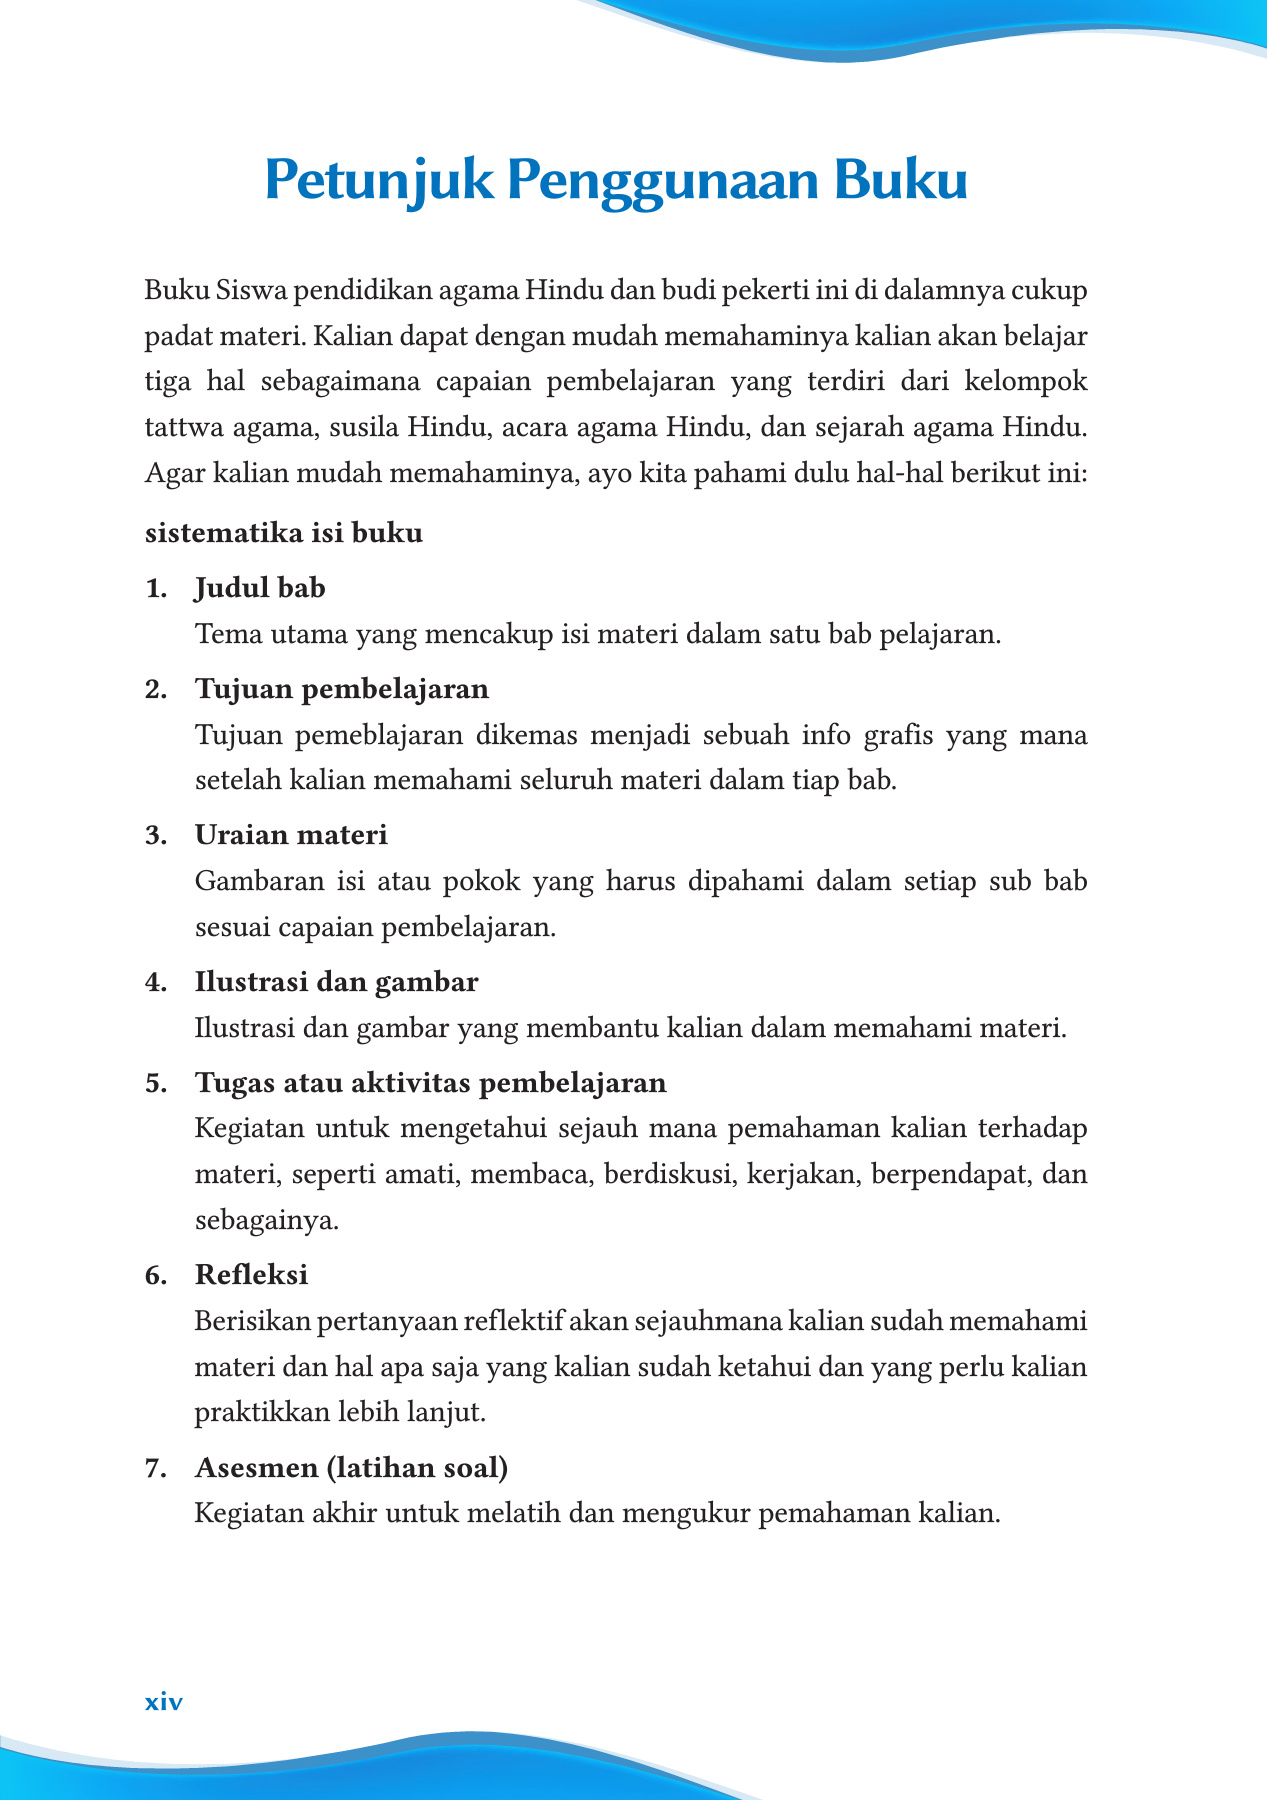 Petunjuk Penggunaan Buku
Buku Siswa pendidikan agama Hindu dan budi pekerti ini di dalamnya cukup
padat materi. Kalian dapat dengan mudah memahaminya kalian akan belajar
tiga hal sebagaimana capaian pembelajaran yang terdiri dari kelompok
tattwa agama, susila Hindu, acara agama Hindu, dan sejarah agama Hindu.
Agar kalian mudah memahaminya, ayo kita pahami dulu hal-hal berikut ini:
sistematika isi buku
1. Judul bab
Tema utama yang mencakup isi materi dalam satu bab pelajaran.
2. Tujuan pembelajaran
Tujuan pemeblajaran dikemas menjadi sebuah info grafis yang mana
setelah kalian memahami seluruh materi dalam tiap bab.
3. Uraian materi
Gambaran isi atau pokok yang harus dipahami dalam setiap sub bab
sesuai capaian pembelajaran.
4. Ilustrasi dan gambar
Ilustrasi dan gambar yang membantu kalian dalam memahami materi.
5. Tugas atau aktivitas pembelajaran
Kegiatan untuk mengetahui sejauh mana pemahaman kalian terhadap
materi, seperti amati, membaca, berdiskusi, kerjakan, berpendapat, dan
sebagainya.
6. Refleksi
Berisikan pertanyaan reflektif akan sejauhmana kalian sudah memahami
materi dan hal apa saja yang kalian sudah ketahui dan yang perlu kalian
praktikkan lebih lanjut.
7. Asesmen (latihan soal)
Kegiatan akhir untuk melatih dan mengukur pemahaman kalian.
xiv